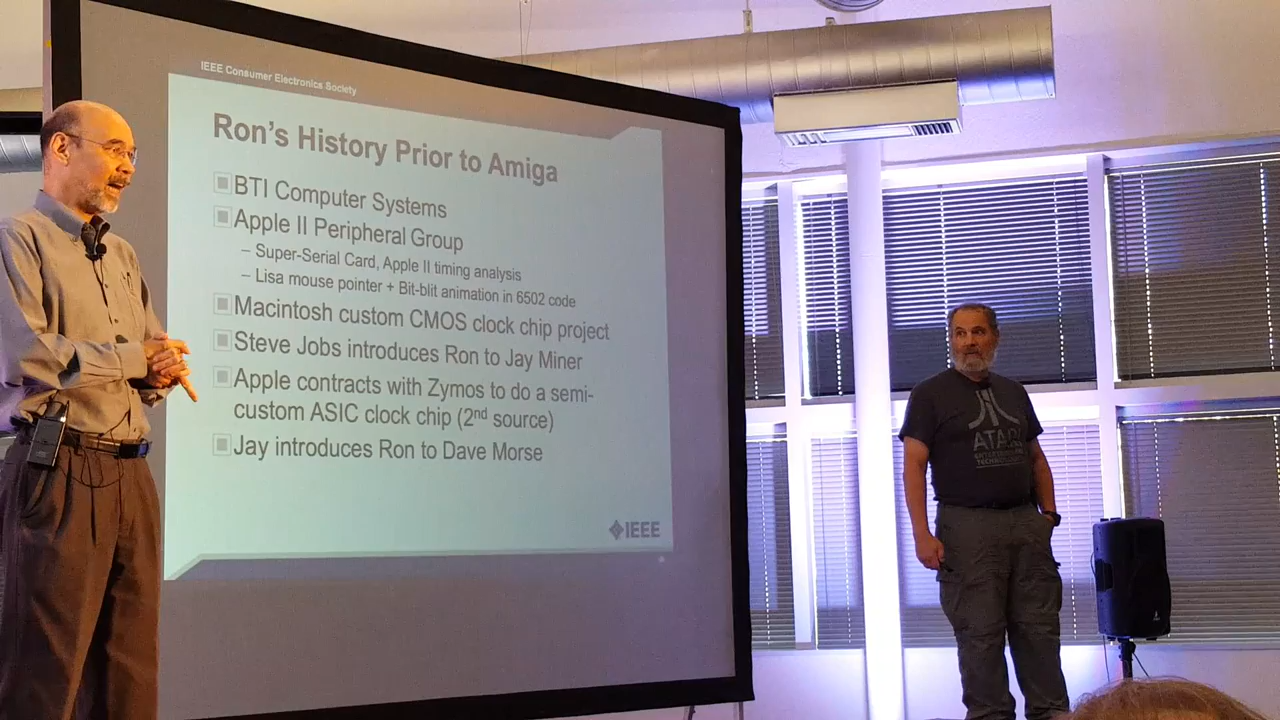 IEEE Consumer Electronics Society
Ron's History Prior to Amiga
BTI Computer Systems
Apple II Peripheral Group
– Super-Serial Card, Apple II timing analysis
– Lisa mouse pointer + Bit-blit animation in 6502 code
Macintosh custom CMOS clock chip project
Steve Jobs introduces Ron to Jay Miner
Apple contracts with Zymos to do a semi-
custom ASIC clock chip (2nd source)
Jay introduces Ron to Dave Morse
IEEE
ATARI